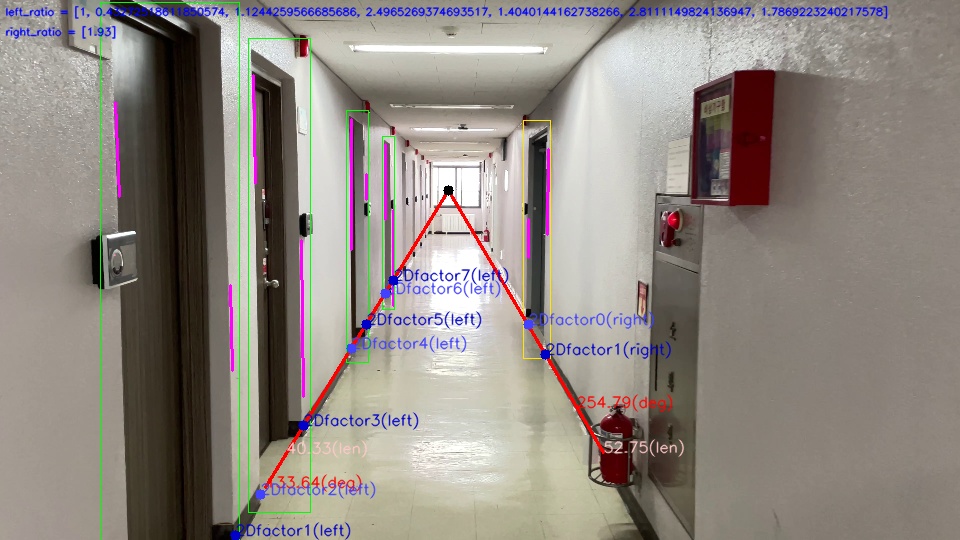 left_ratio = [1, 0.44275518611850574, 1.1244259566685686, 2.4965269374693517, 1.4040144162738266, 2.8111149824136947, 1.7869223240217578]
right_ratio = [1.93]
2Dfactor7(left)
2Dfactor6(left)
2Dfactor5(left)
2Dfactor0(right)
2Dfactor4(left)
2Dfactor1(right)
254.79(deg)
2Dfactor3(left)
40.33(len)
52.75(len)
33.64(deg)
2Dfactor2(left)
2Dfactor1(left)